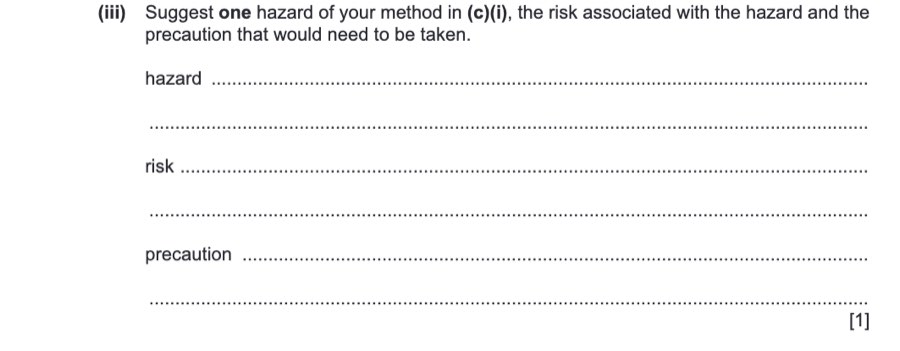 (iii) Suggest one hazard of your method in (c)(i), the risk associated with the hazard and the
precaution that would need to be taken.
hazard ................................................................................
................................................................................
risk ................................................................................
................................................................................
precaution ................................................................................
................................................................................
[1]